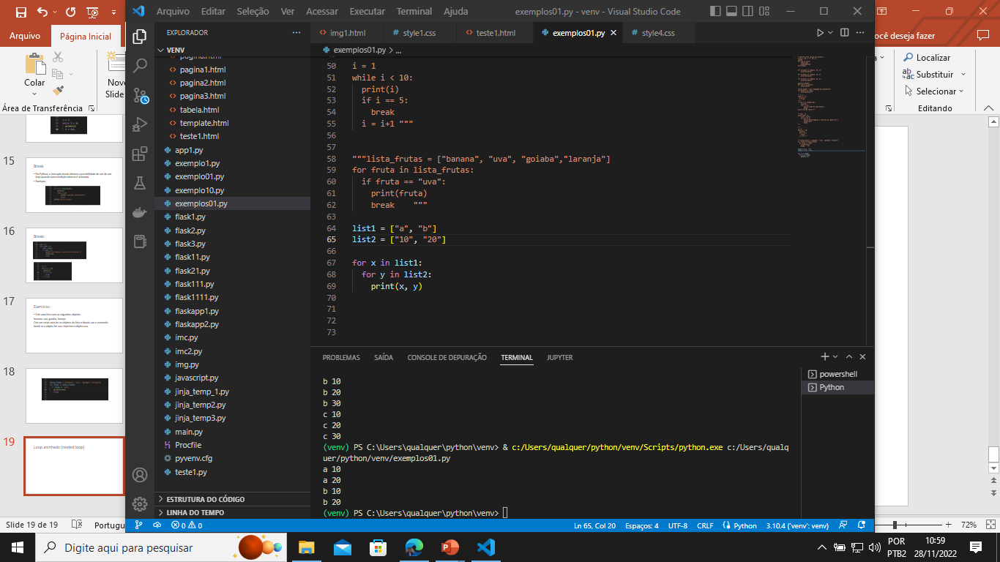 Arquivo Editar Seleção Ver Acessar Executar Terminal Ajuda
exemplos01.py - venv - Visual Studio Code
Arquivo
Página Inicial
ocê deseja fazer
Colar
Novo
Slide
Área de Transferência
Localizar
Substituir
Selecionar
Editando
EXPLORADOR
VENV
pagina.html
pagina1.html
pagina2.html
pagina3.html
tabela.html
template.html
teste1.html
app1.py
exemplo1.py
exemplo01.py
exemplo10.py
exemplos01.py
flask1.py
flask2.py
flask3.py
flask11.py
flask21.py
flask111.py
flask1111.py
flaskapp1.py
flaskapp2.py
imc.py
imc2.py
img.py
javascript.py
jinja_temp_1.py
jinja_temp2.py
jinja_temp3.py
main.py
Procfile
pyvenv.cfg
teste1.py
ESTRUTURA DO CÓDIGO
LINHA DO TEMPO
img1.html
style1.css
teste1.html
exemplos01.py
style4.css
exemplos01.py > ...
50 i = 1
51 while i < 10:
52 print(i)
53 if i == 5:
54 break
55 i = i+1 """
56
57
58 """lista_frutas = ["banana", "uva", "goiaba","laranja"]
59 for fruta in lista_frutas:
60 if fruta == "uva":
61 print(fruta)
62 break """
63
64 list1 = ["a", "b"]
65 list2 = ["10", "20"]
66
67 for x in list1:
68 for y in list2:
69 print(x, y)
70
71
72
73
PROBLEMAS SAÍDA CONSOLE DE DEPURAÇÃO TERMINAL JUPYTER
powershell
Python
b 10
b 20
b 30
c 10
c 20
c 30
(venv) PS C:\Users\qualquer\python\venv> & c:/Users/qualquer/python/venv/Scripts/python.exe c:/Users/qualq
uer/python/venv/exemplos01.py
a 10
a 20
b 10
b 20
(venv) PS C:\Users\qualquer\python\venv>
15
Break
16
Break:
17
Exercício:
18
19
Loop aninhado (nested loop)
Slide 19 de 19
Portugu
0 0
Ln 65, Col 20 Espaços: 4 UTF-8 CRLF Python 3.10.4 ('venv': venv)
72%
Digite aqui para pesquisar
POR
PTB2
10:59
28/11/2022